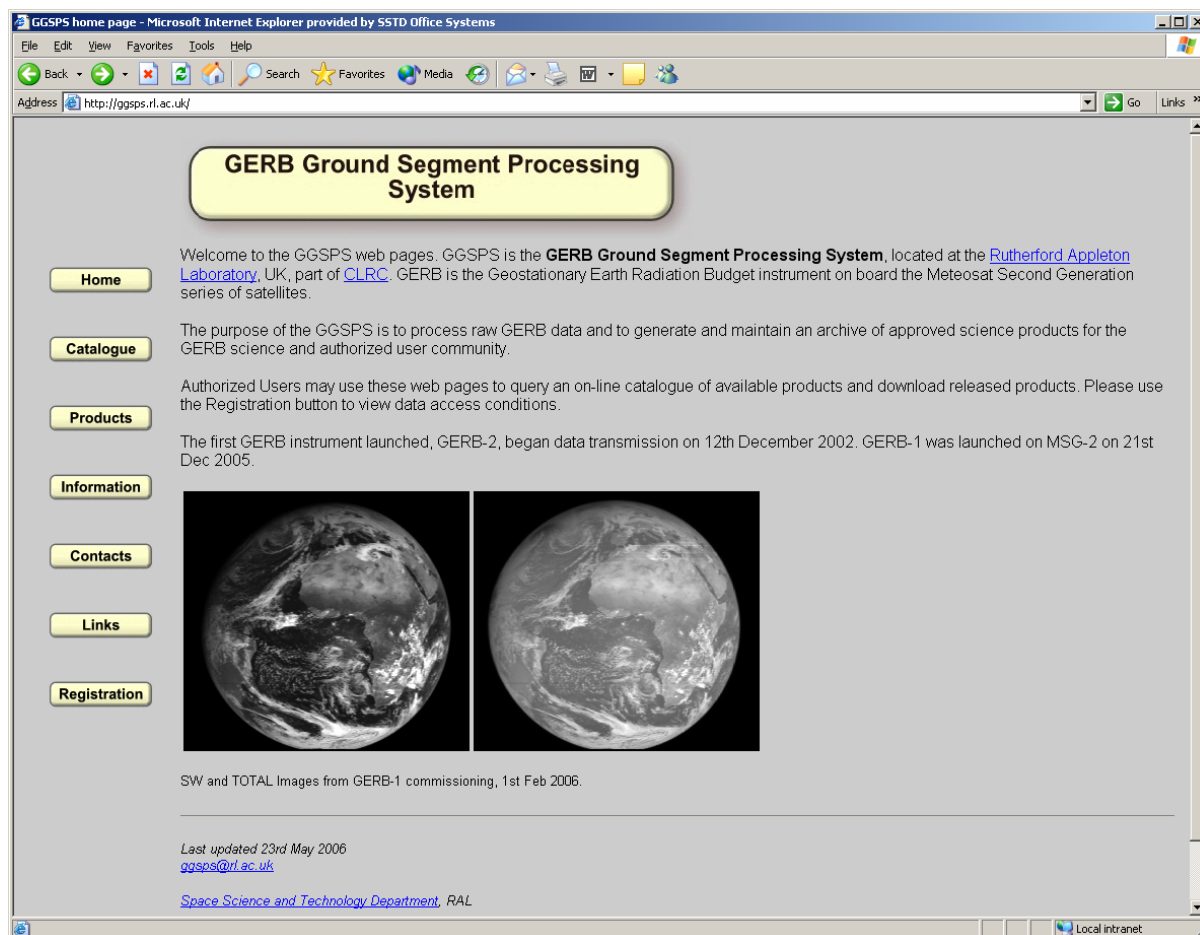 GGSPS home page - Microsoft Internet Explorer provided by SSTD Office Systems
File Edit View Favorites Tools Help
Back Search Favorites Media
Address http://ggsps.rl.ac.uk/ Go Links »
GERB Ground Segment Processing
System
Welcome to the GGSPS web pages. GGSPS is the GERB Ground Segment Processing System, located at the Rutherford Appleton
Laboratory, UK, part of CLRC. GERB is the Geostationary Earth Radiation Budget instrument on board the Meteosat Second Generation
series of satellites.
The purpose of the GGSPS is to process raw GERB data and to generate and maintain an archive of approved science products for the
GERB science and authorized user community.
Authorized Users may use these web pages to query an on-line catalogue of available products and download released products. Please use
the Registration button to view data access conditions.
The first GERB instrument launched, GERB-2, began data transmission on 12th December 2002. GERB-1 was launched on MSG-2 on 21st
Dec 2005.
Home
Catalogue
Products
Information
Contacts
Links
Registration
SW and TOTAL Images from GERB-1 commissioning, 1st Feb 2006.
Last updated 23rd May 2006
ggsps@rl.ac.uk
Space Science and Technology Department, RAL
Local intranet